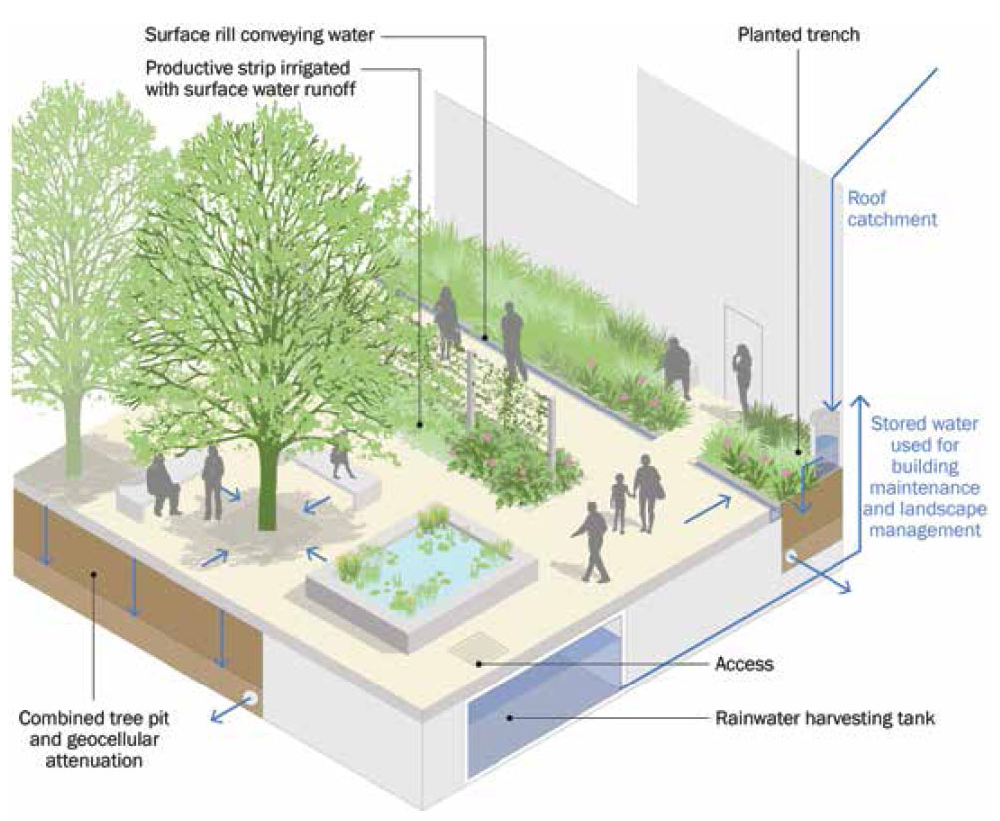 Surface rill conveying water
Productive strip irrigated
with surface water runoff
Planted trench
Roof
catchment
Stored water
used for
building
maintenance
and landscape
management
Access
Rainwater harvesting tank
Combined tree pit
and geocellular
attenuation